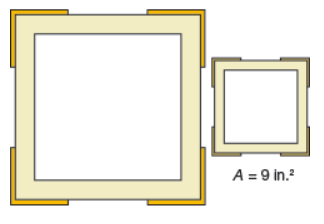 A = 9 in.²